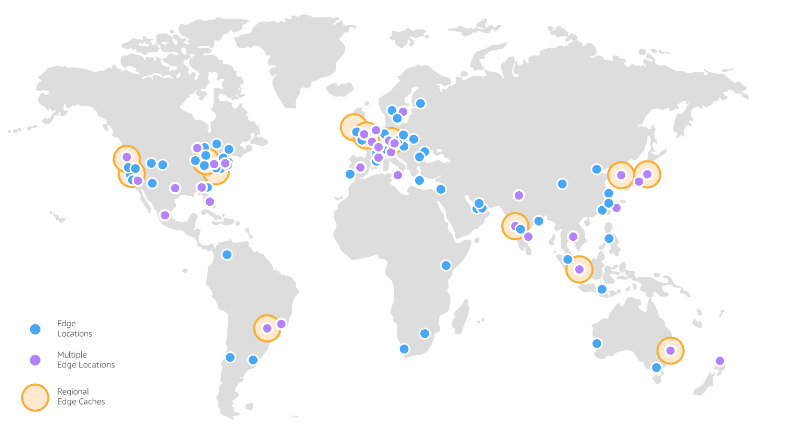 Edge
Locations
Multiple
Edge Locations
Regional
Edge Caches